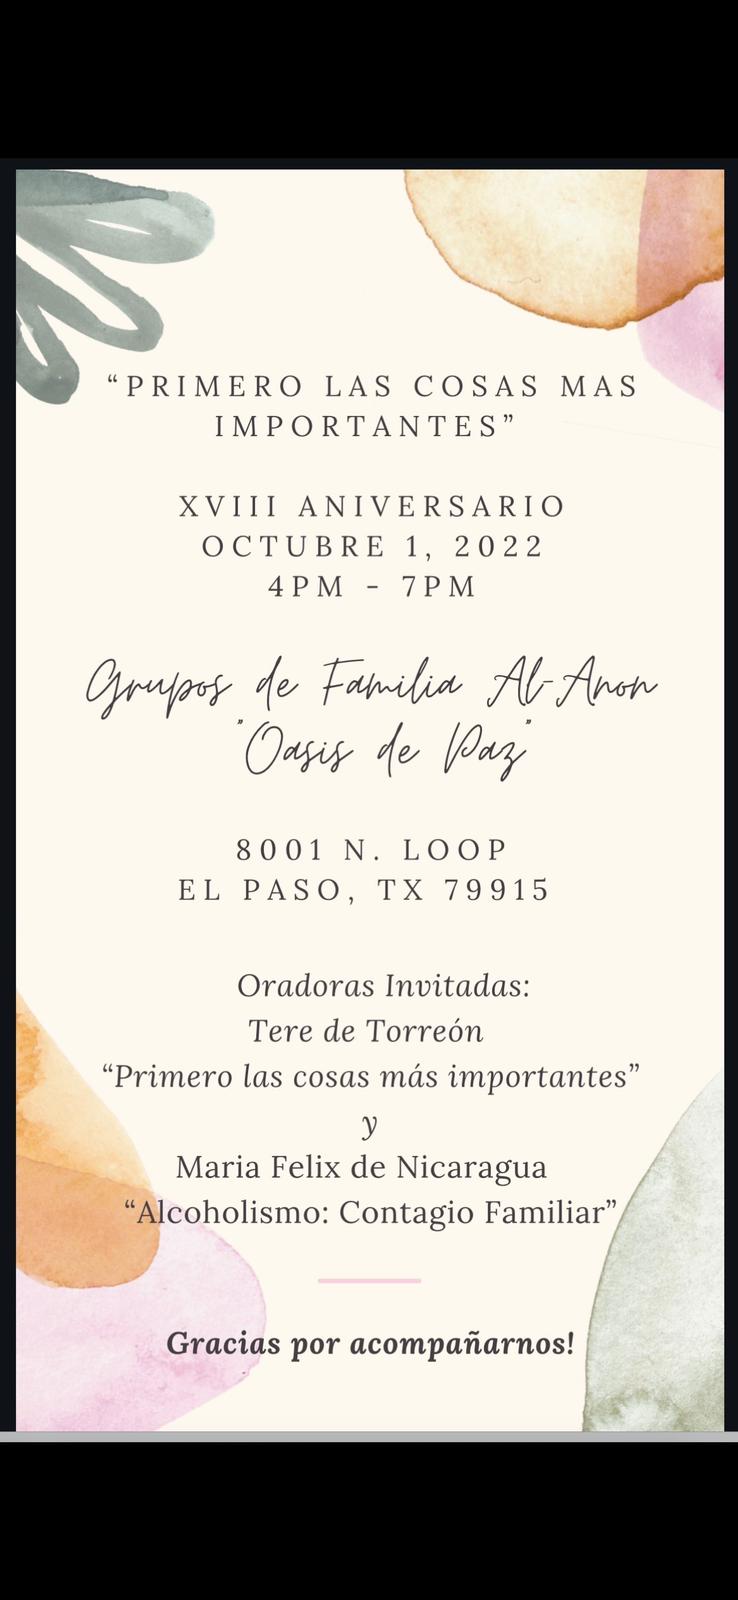 “PRIMERO LAS COSAS MAS
IMPORTANTES”
XVIII ANIVERSARIO
OCTUBRE 1, 2022
4PM - 7PM
Grupos de Familia Al-Anon
"Oasis de Paz"
8001 N. LOOP
EL PASO, TX 79915
Oradoras Invitadas:
Tere de Torreón
“Primero las cosas más importantes”
y
Maria Felix de Nicaragua
“Alcoholismo: Contagio Familiar”
Gracias por acompañarnos!